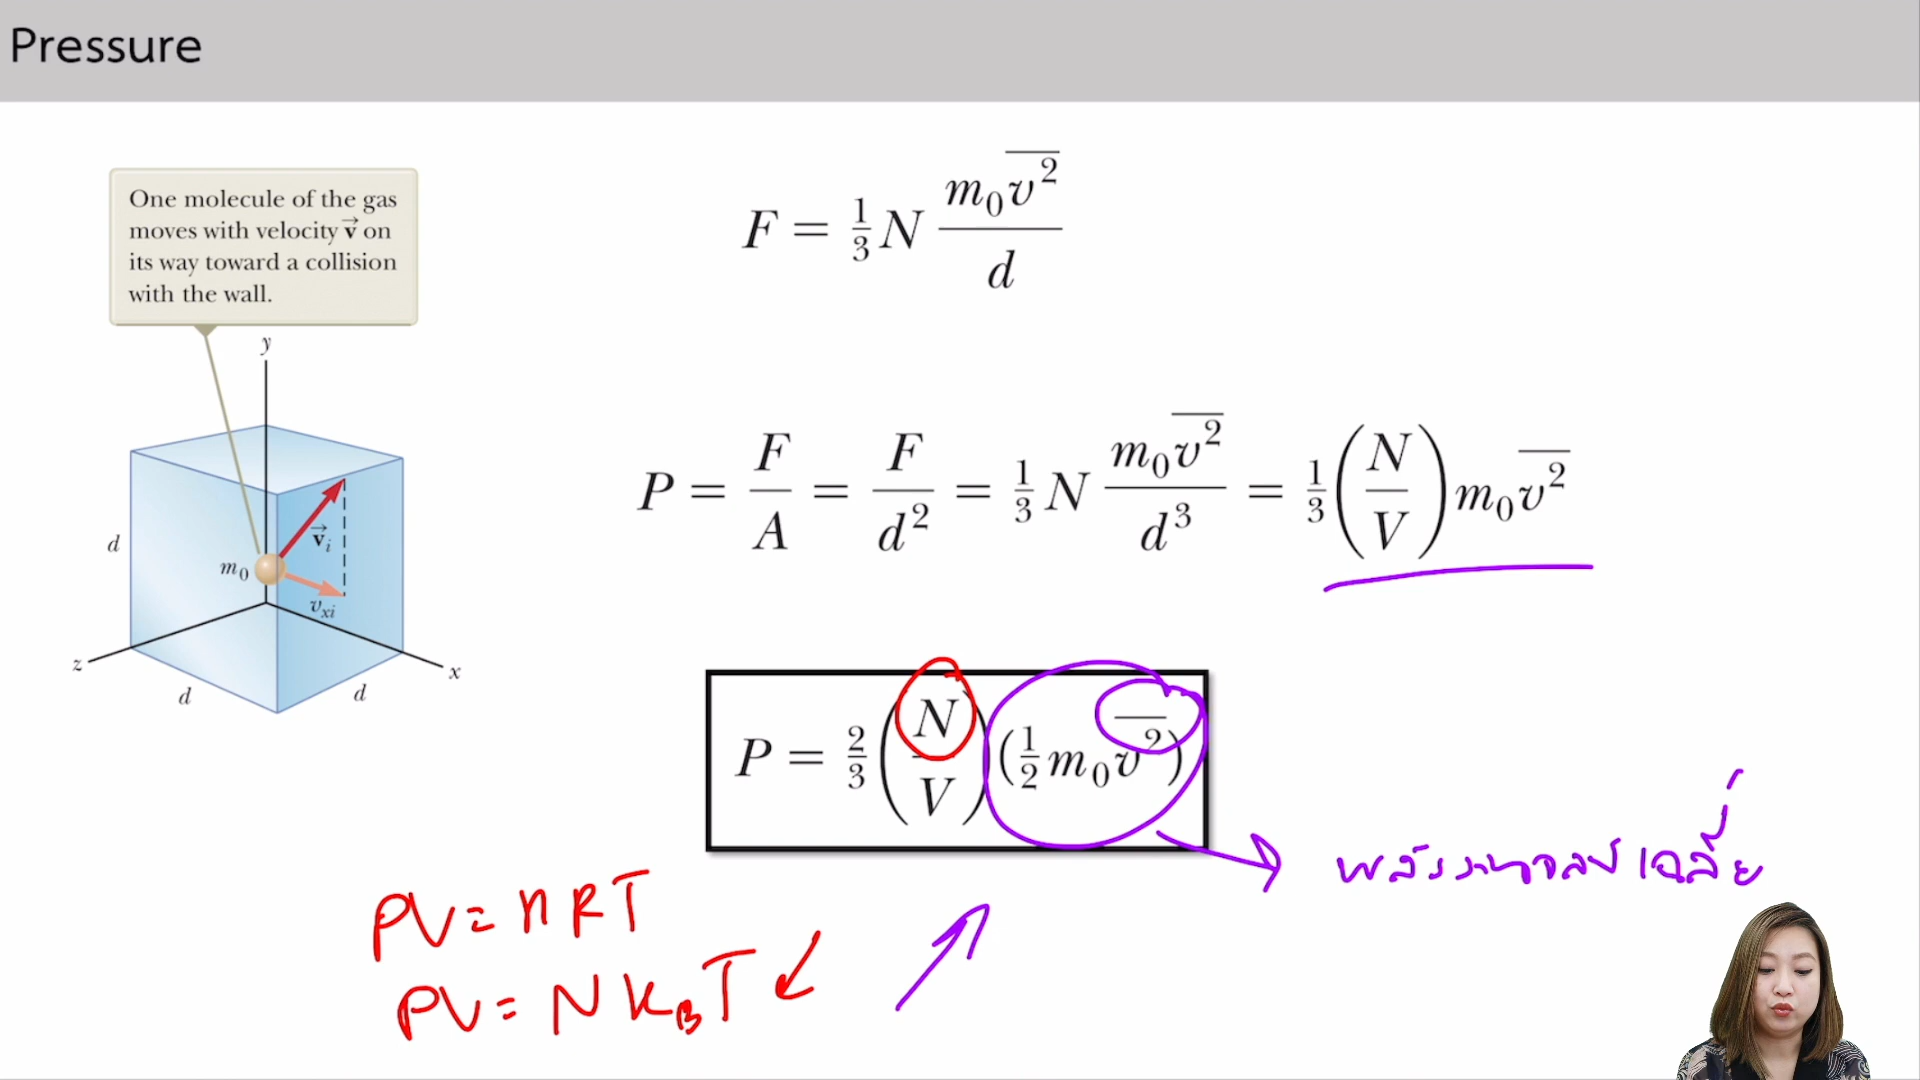 Pressure
One molecule of the gas
moves with velocity v⃗ on
its way toward a collision
with the wall.
y
d
m₀
v⃗ᵢ
vₓᵢ
z
x
d
d
F = 1/3 N m₀v̅²/d
P = F/A = F/d² = 1/3 N m₀v̅²/d³ = 1/3 (N/V) m₀v̅²
P = 2/3 (N/V) (1/2 m₀v̅²)
พลังงานจลน์เฉลี่ย
PV = nRT
PV = Nk_BT